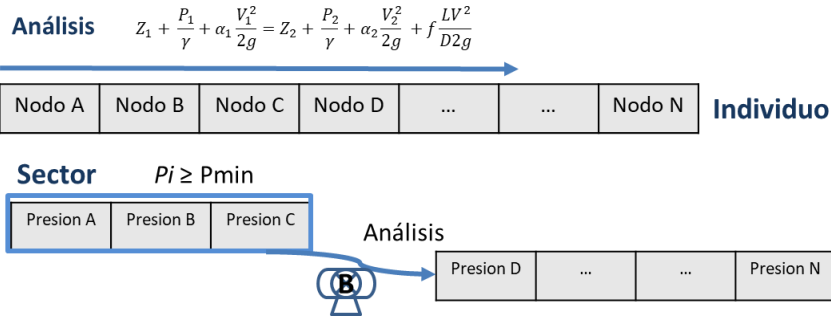 Análisis
Z₁ + P₁/γ + α₁ V₁²/2g = Z₂ + P₂/γ + α₂ V₂²/2g + f LV²/D2g
Nodo A Nodo B Nodo C Nodo D ... ... Nodo N Individuo
Sector Pi ≥ Pmin
Presion A Presion B Presion C
Análisis
B
Presion D ... ... Presion N